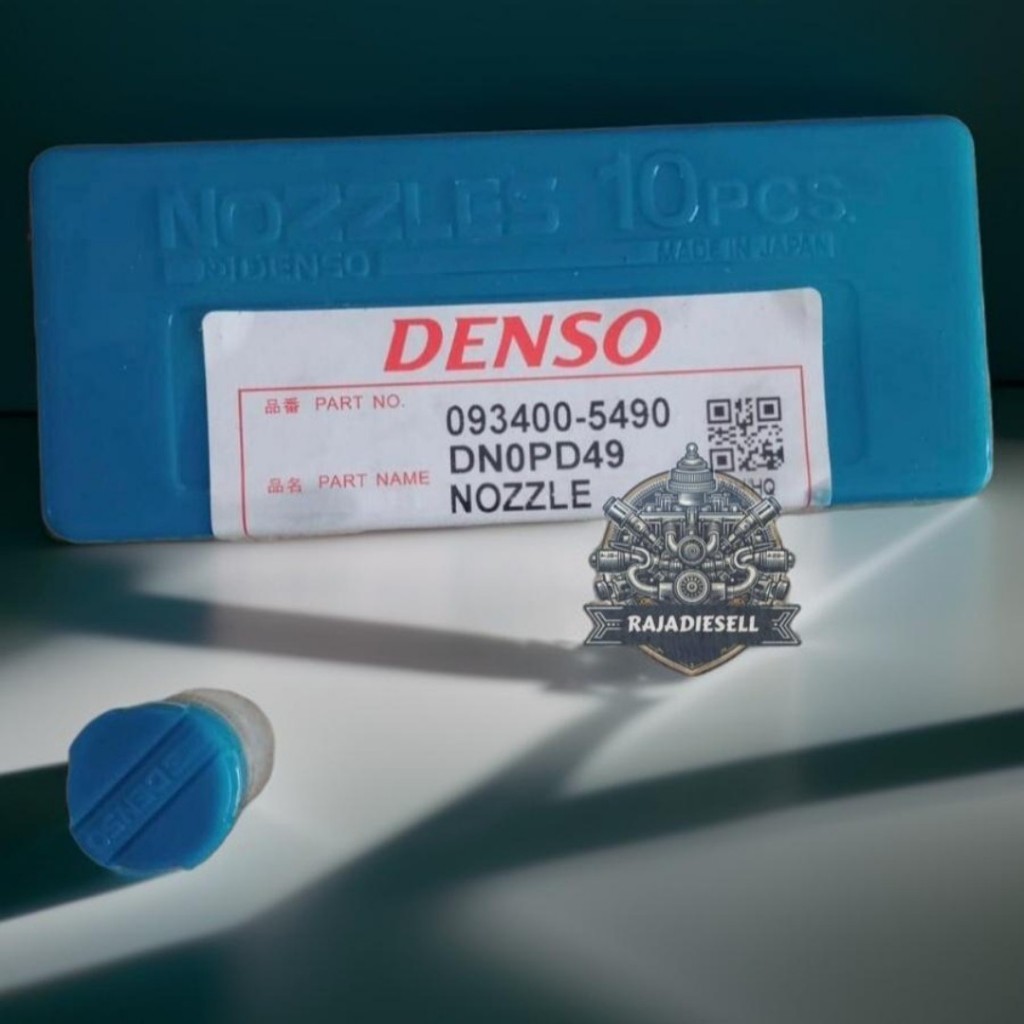 NOZZLES 10PCS.
DENSO MADE IN JAPAN
DENSO
品番 PART NO. 093400-5490
DN0PD49
品名 PART NAME NOZZLE
RAJADIESELL
DENSO